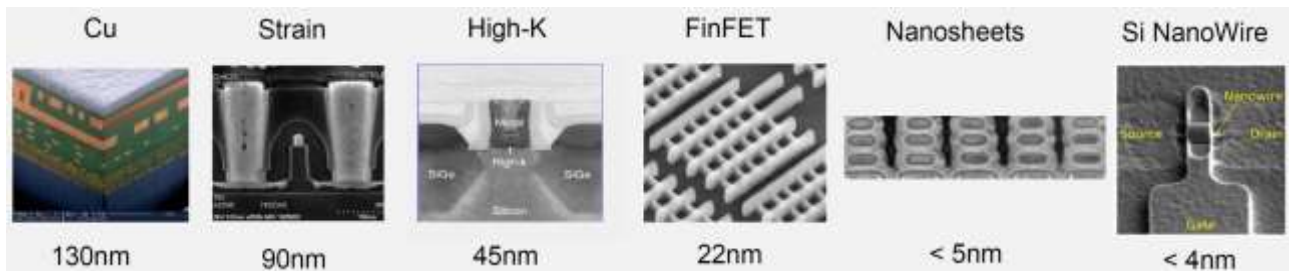 Cu
Strain
High-K
FinFET
Nanosheets
Si NanoWire
Metal
High-k
SiGe
SiGe
Silicon
Nanowire
Source
Drain
Gate
130nm
90nm
45nm
22nm
< 5nm
< 4nm